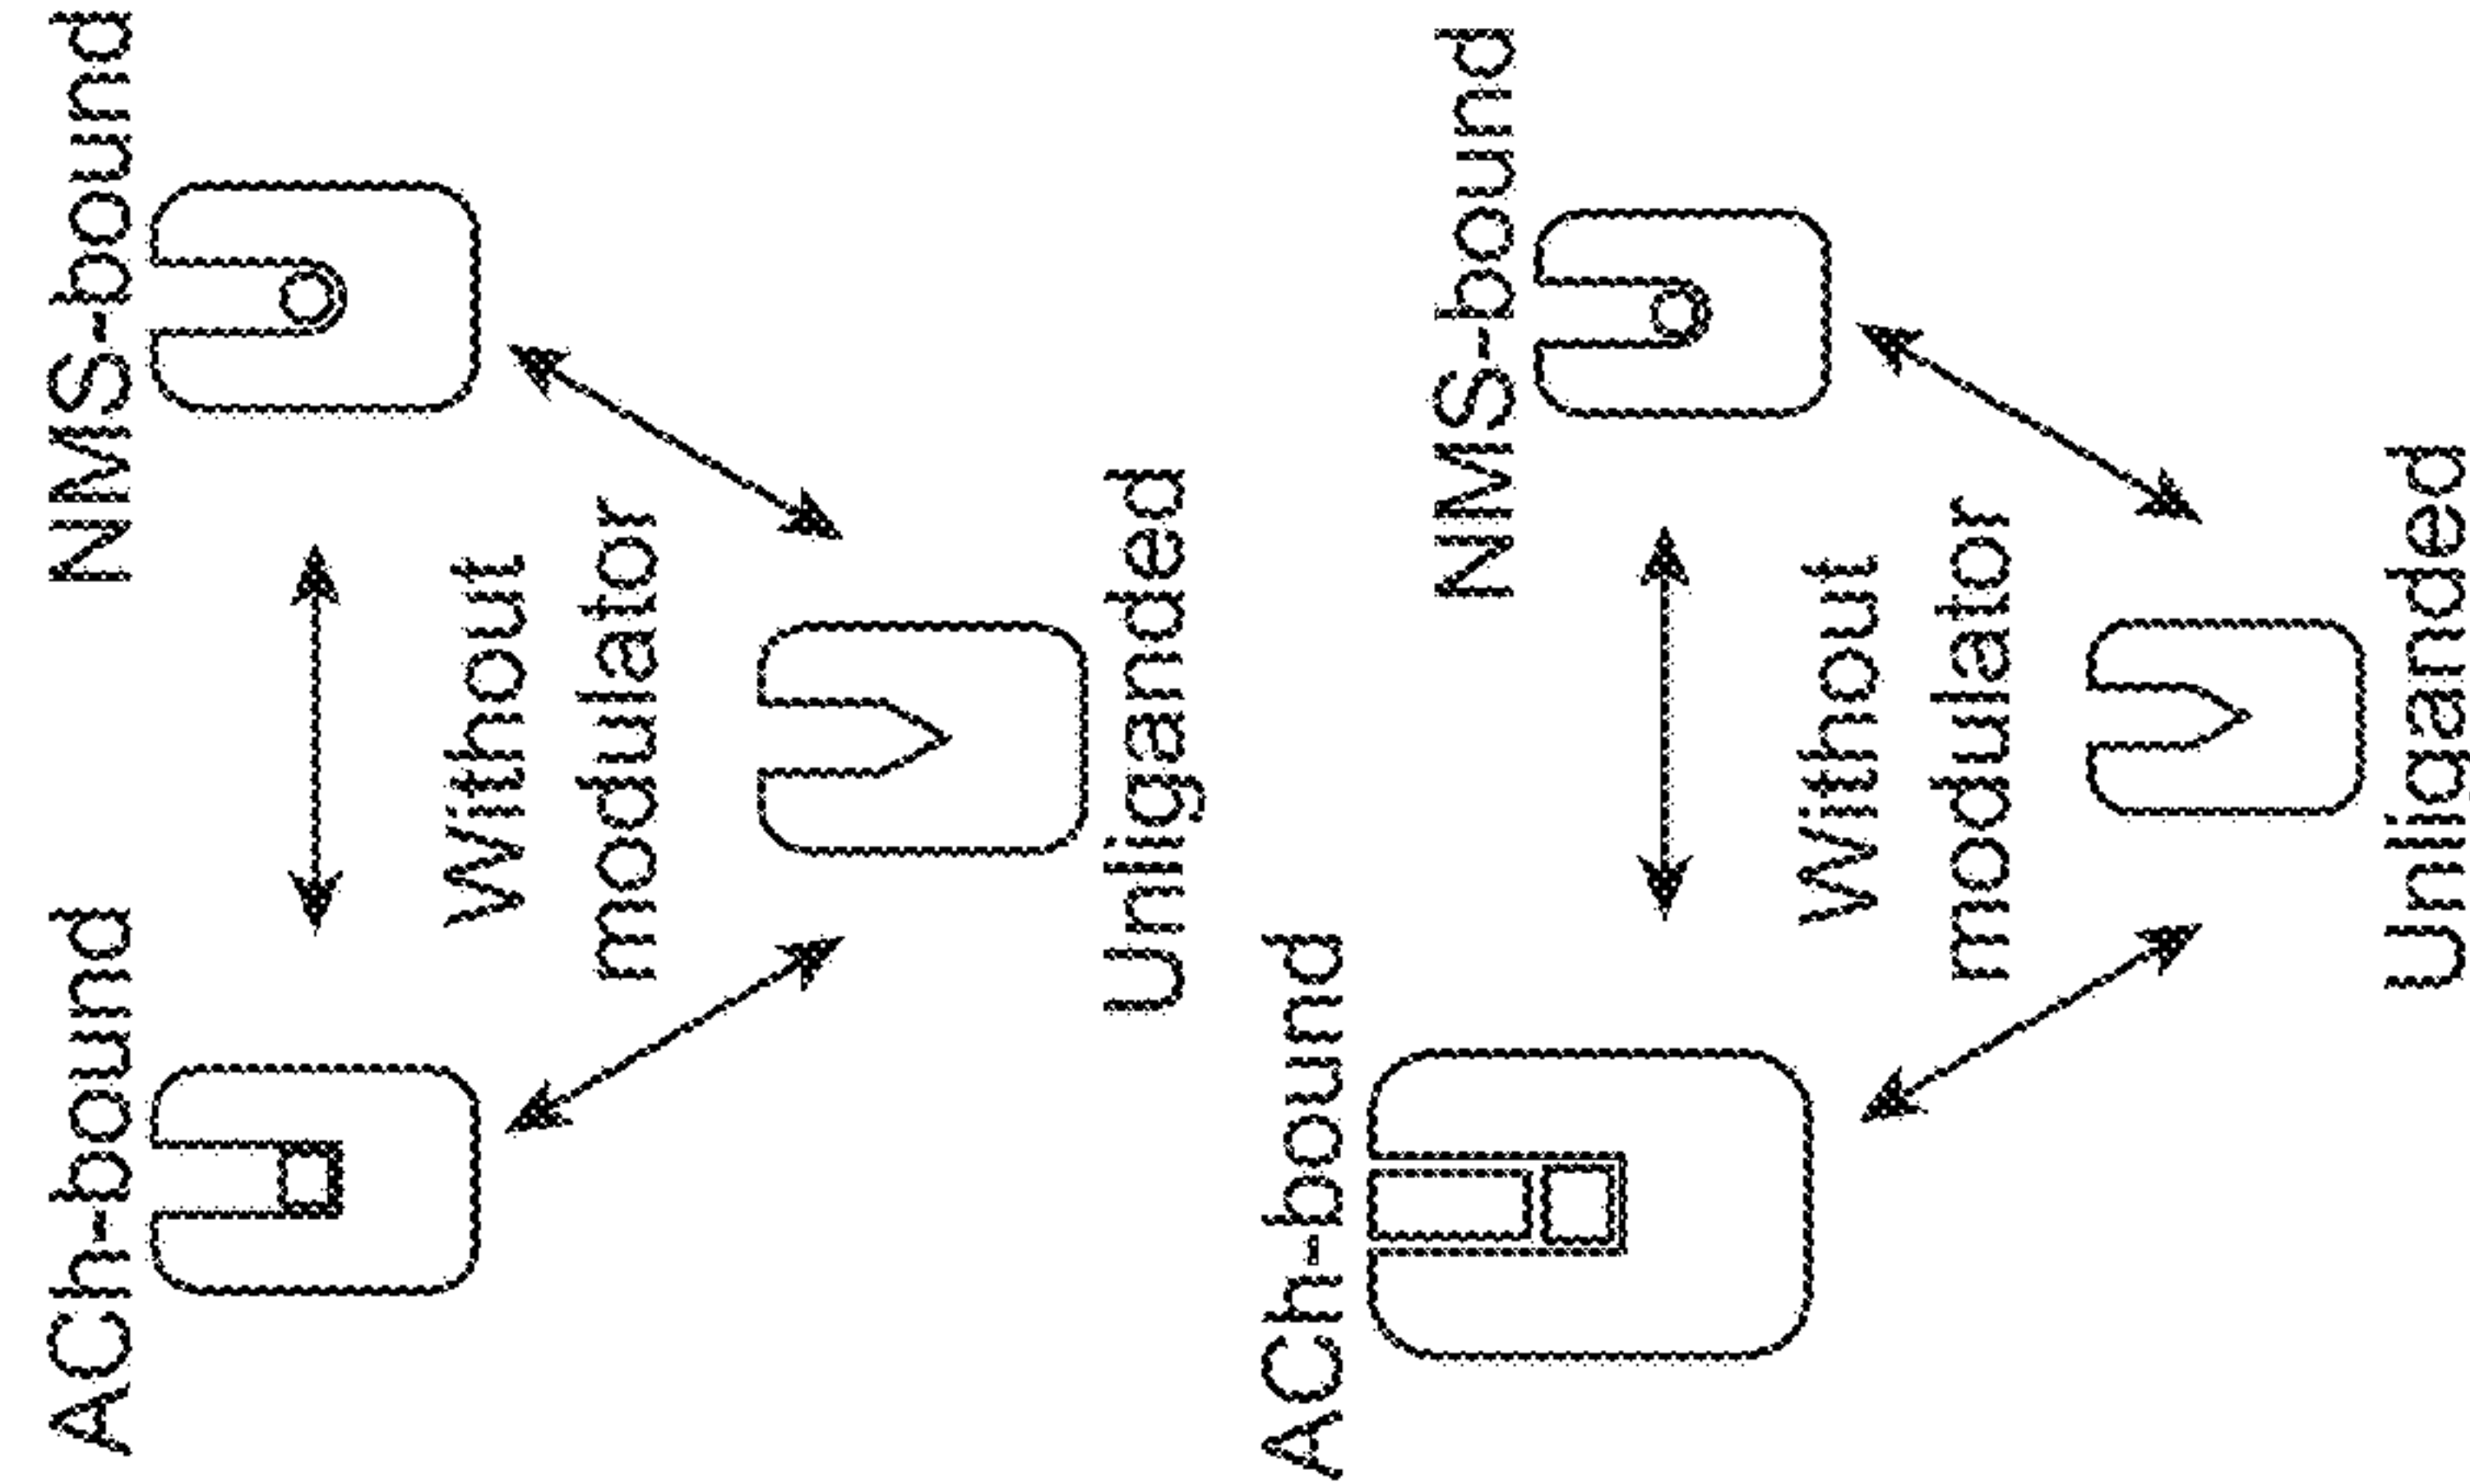 ACh-bound
NMS-bound
Without
modulator
Unliganded
ACh-bound
NMS-bound
Without
modulator
Unliganded